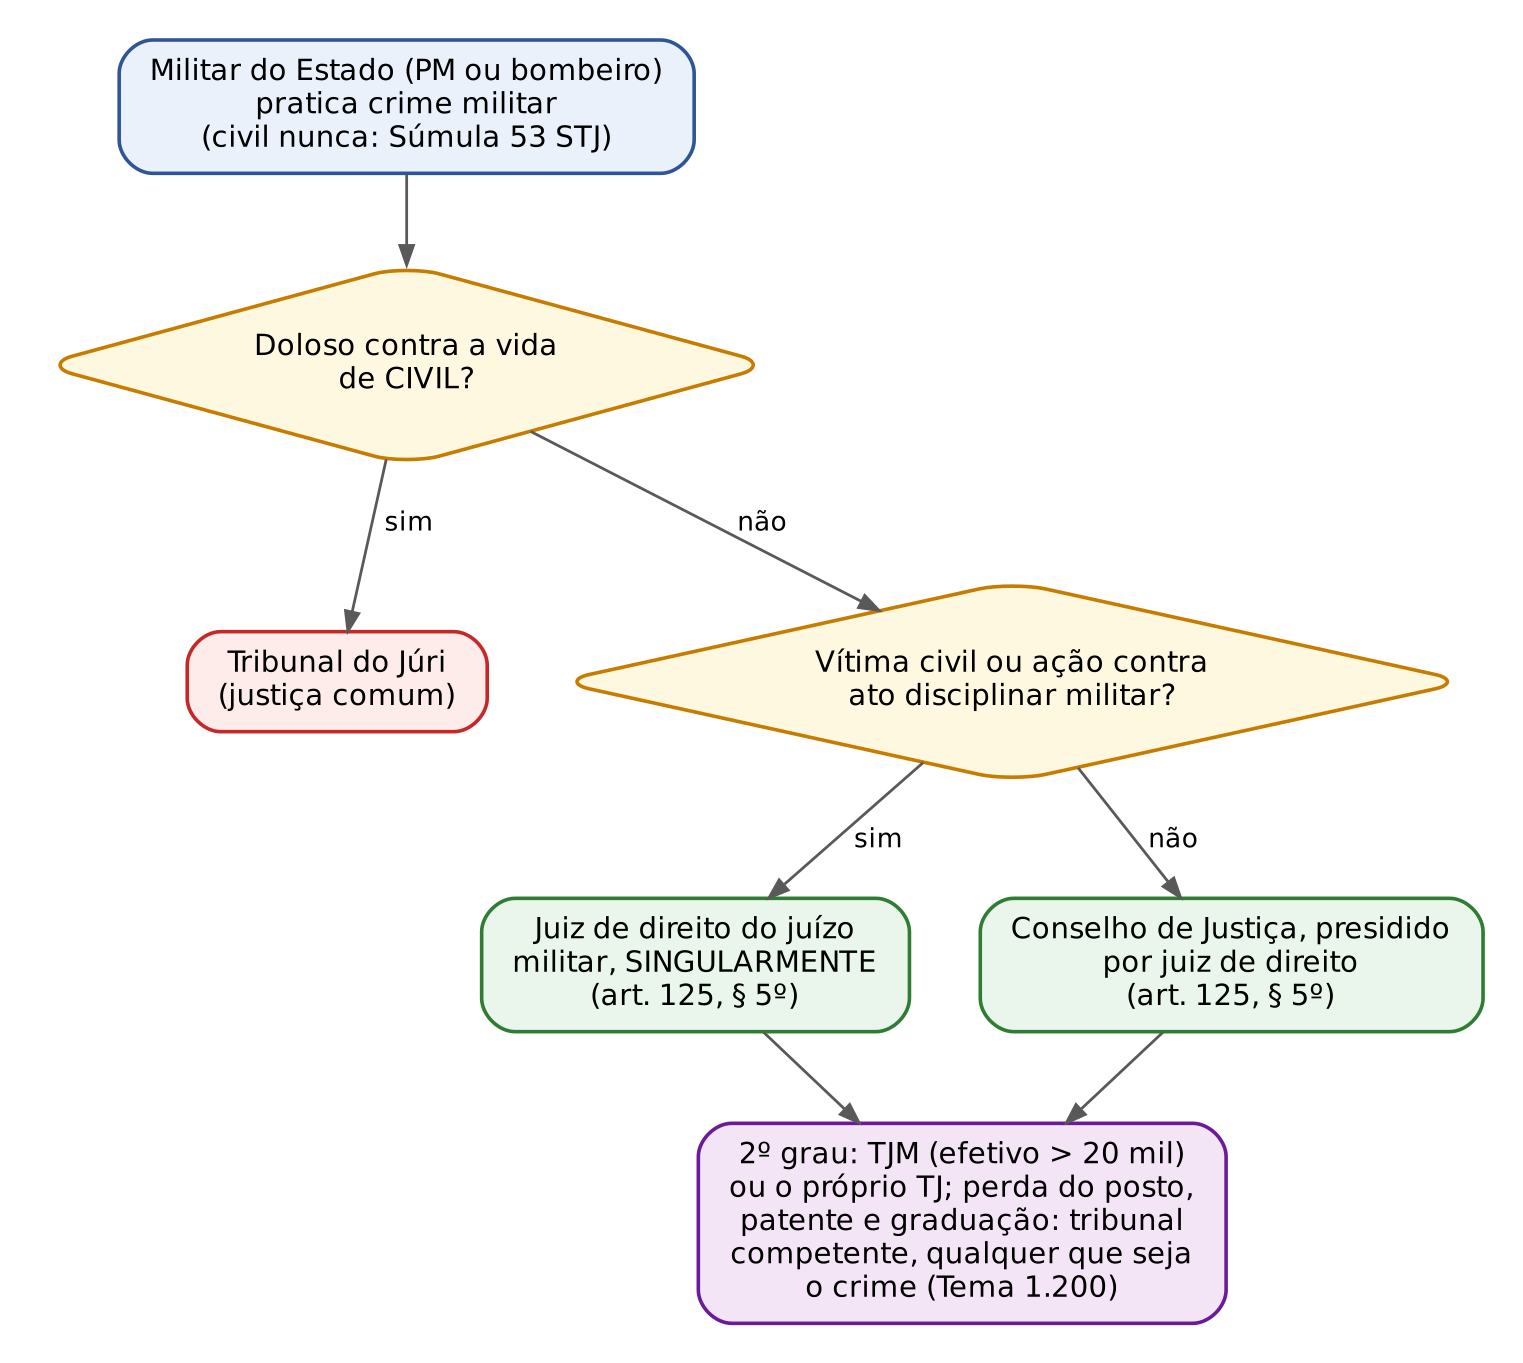 Militar do Estado (PM ou bombeiro)
pratica crime militar
(civil nunca: Súmula 53 STJ)
Doloso contra a vida
de CIVIL?
sim
não
Tribunal do Júri
(justiça comum)
Vítima civil ou ação contra
ato disciplinar militar?
sim
não
Juiz de direito do juízo
militar, SINGULARMENTE
(art. 125, § 5º)
Conselho de Justiça, presidido
por juiz de direito
(art. 125, § 5º)
2º grau: TJM (efetivo > 20 mil)
ou o próprio TJ; perda do posto,
patente e graduação: tribunal
competente, qualquer que seja
o crime (Tema 1.200)